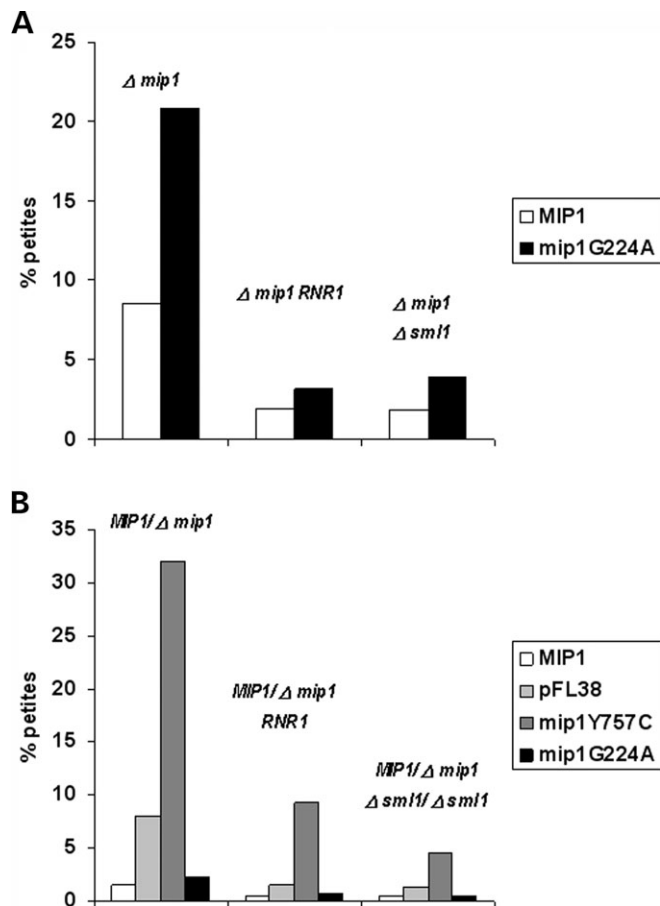 A
25
20
15
10
5
0
% petites
Δ mip1
Δ mip1 RNR1
Δ mip1
Δ sml1
MIP1
mip1G224A
B
35
30
25
20
15
10
5
0
% petites
MIP1/Δ mip1
MIP1/Δ mip1
RNR1
MIP1/Δ mip1
Δ sml1/Δ sml1
MIP1
pFL38
mip1Y757C
mip1G224A